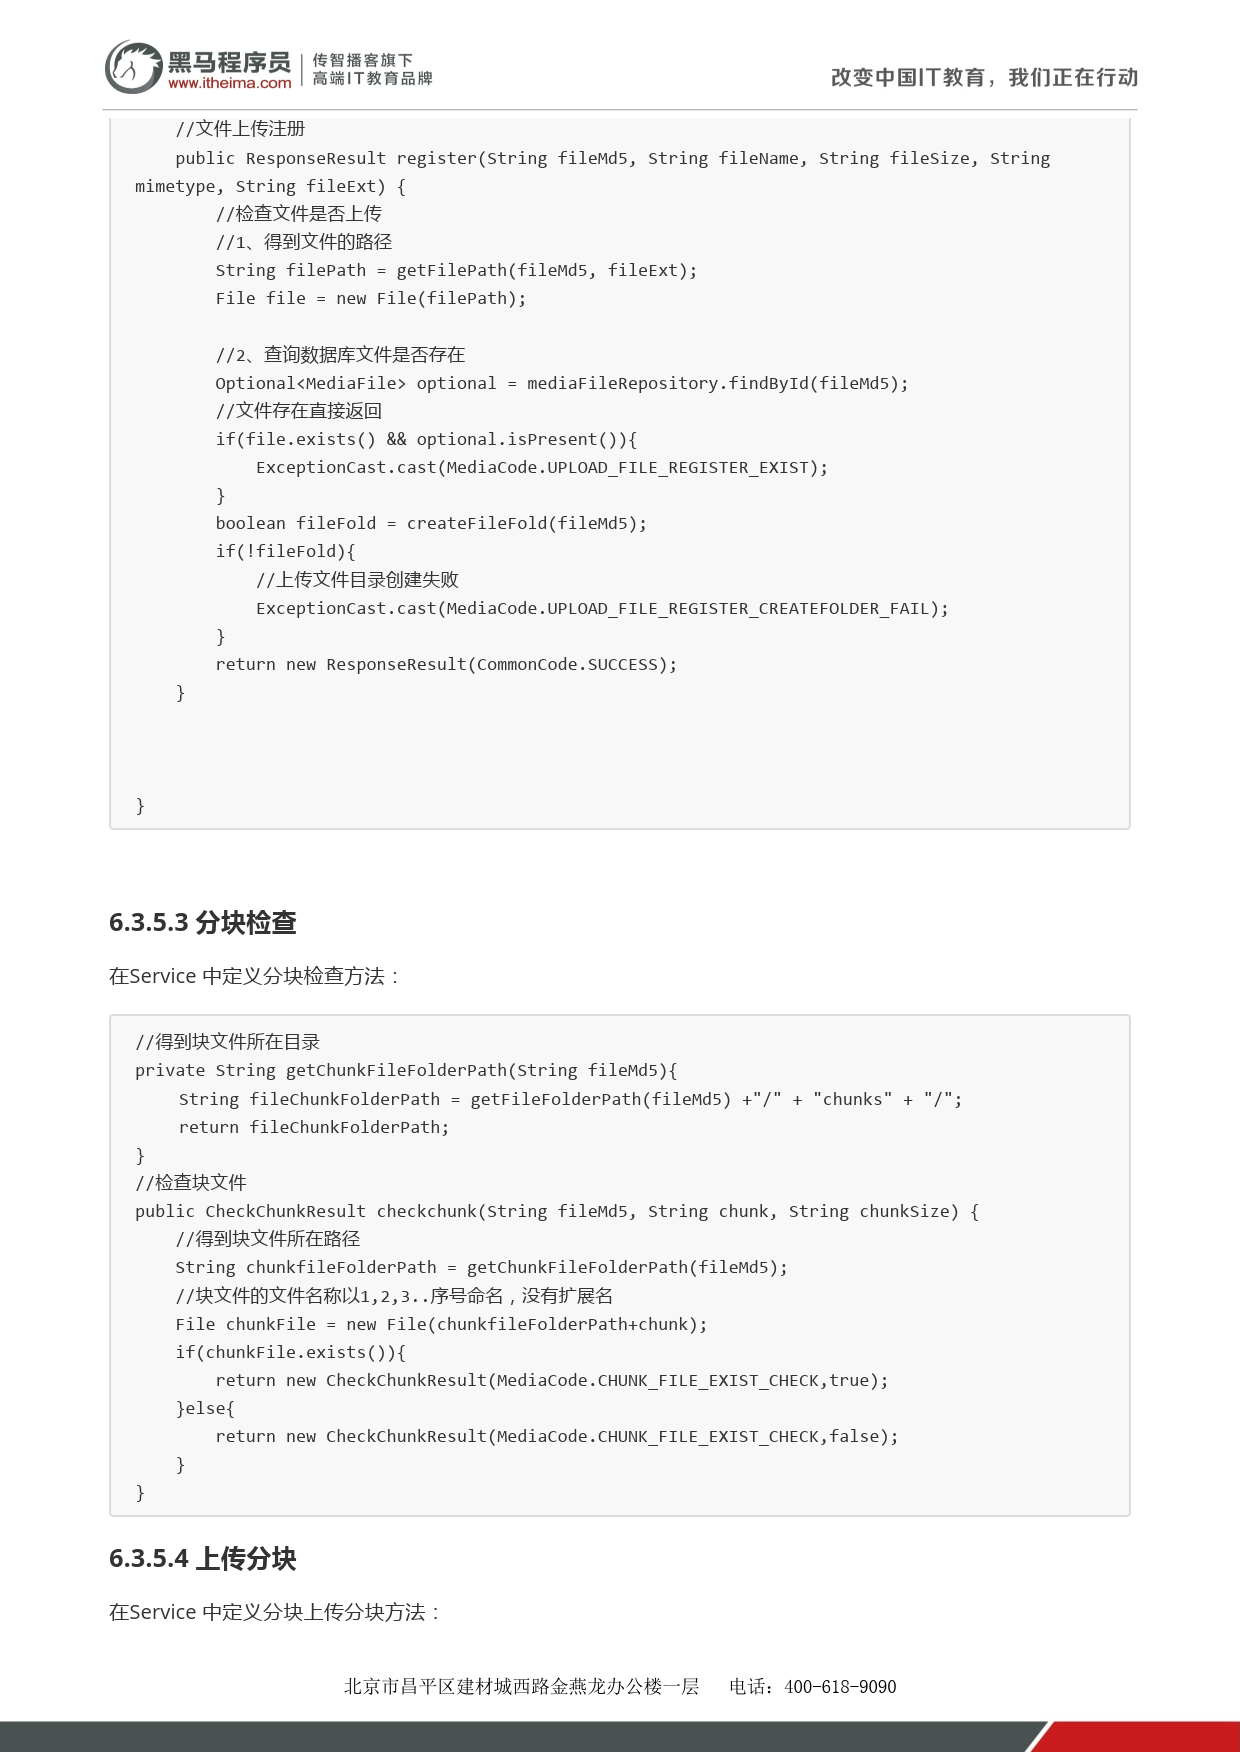 黑马程序员
www.itheima.com
传智播客旗下
高端IT教育品牌
改变中国IT教育，我们正在行动
//文件上传注册
public ResponseResult register(String fileMd5, String fileName, String fileSize, String
mimetype, String fileExt) {
//检查文件是否上传
//1、得到文件的路径
String filePath = getFilePath(fileMd5, fileExt);
File file = new File(filePath);
//2、查询数据库文件是否存在
Optional<MediaFile> optional = mediaFileRepository.findById(fileMd5);
//文件存在直接返回
if(file.exists() && optional.isPresent()){
ExceptionCast.cast(MediaCode.UPLOAD_FILE_REGISTER_EXIST);
}
boolean fileFold = createFileFold(fileMd5);
if(!fileFold){
//上传文件目录创建失败
ExceptionCast.cast(MediaCode.UPLOAD_FILE_REGISTER_CREATEFOLDER_FAIL);
}
return new ResponseResult(CommonCode.SUCCESS);
}
}
6.3.5.3 分块检查
在Service 中定义分块检查方法：
//得到块文件所在目录
private String getChunkFileFolderPath(String fileMd5){
String fileChunkFolderPath = getFileFolderPath(fileMd5) +"/" + "chunks" + "/";
return fileChunkFolderPath;
}
//检查块文件
public CheckChunkResult checkchunk(String fileMd5, String chunk, String chunkSize) {
//得到块文件所在路径
String chunkfileFolderPath = getChunkFileFolderPath(fileMd5);
//块文件的文件名称以1,2,3..序号命名，没有扩展名
File chunkFile = new File(chunkfileFolderPath+chunk);
if(chunkFile.exists()){
return new CheckChunkResult(MediaCode.CHUNK_FILE_EXIST_CHECK,true);
}else{
return new CheckChunkResult(MediaCode.CHUNK_FILE_EXIST_CHECK,false);
}
}
6.3.5.4 上传分块
在Service 中定义分块上传分块方法：
北京市昌平区建材城西路金燕龙办公楼一层 电话：400-618-9090